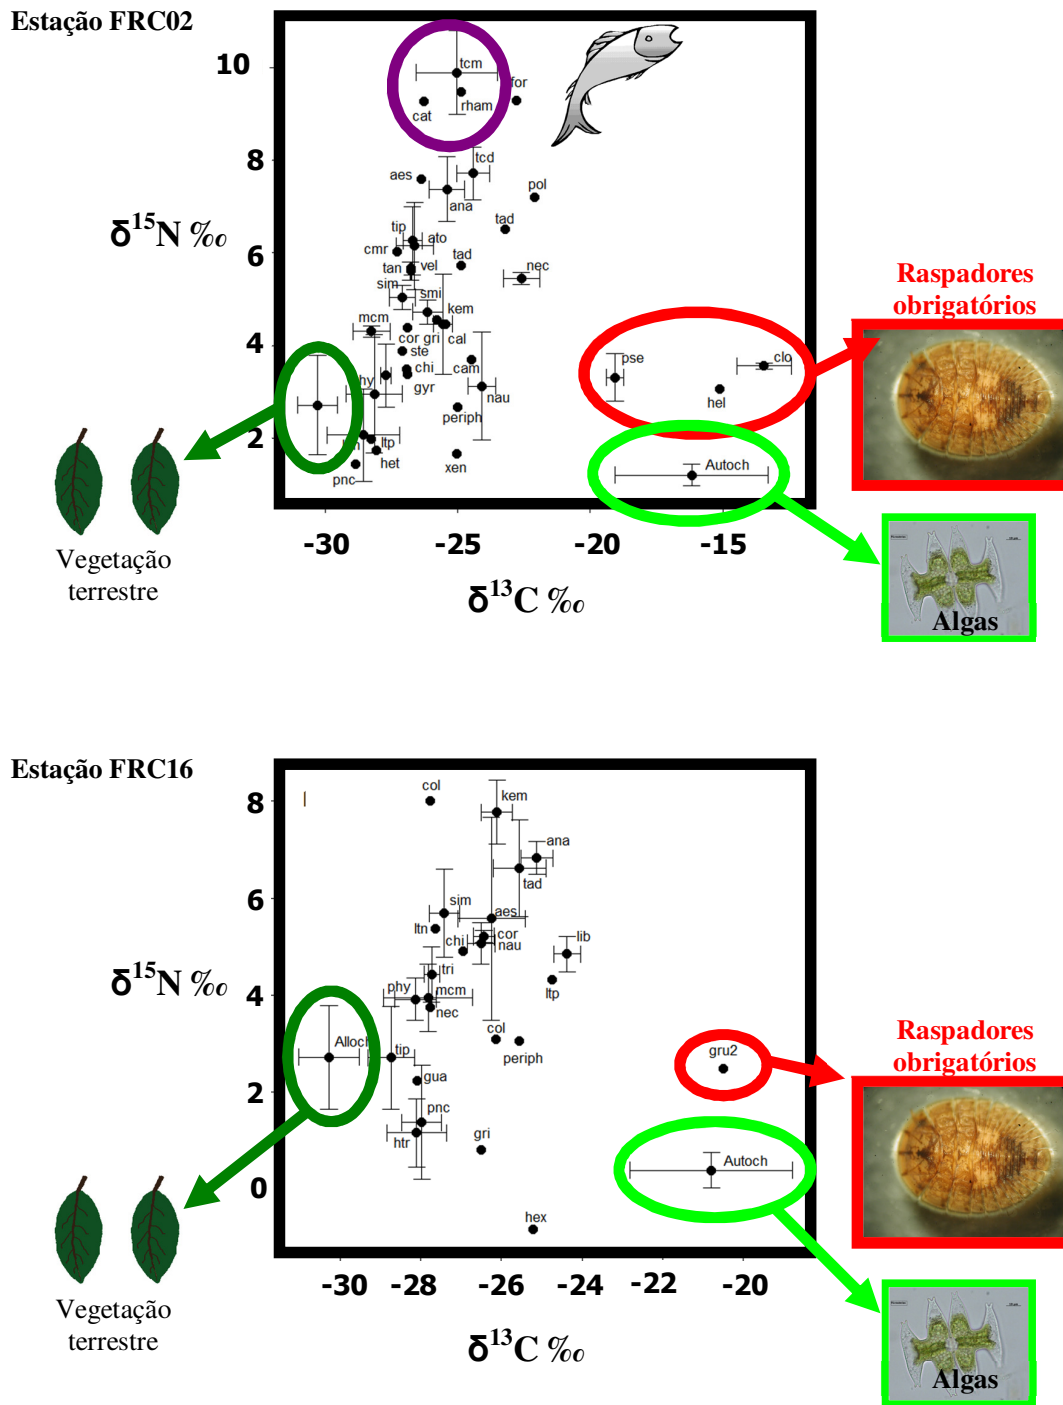 Estação FRC02
10
8
6
4
2
δ15N ‰
tcm
rham
cat
for
tcd
aes
ana
pol
tad
tip
ato
cmr
tad
tan
vel
nec
sim
smi
kem
mcm
cor gri
cal
ste
chi
cam
gyr
nau
periph
ltp
het
xen
pnc
pse
clo
hel
Autoch
-30 -25 -20 -15
δ13C ‰
Raspadores
obrigatórios
Vegetação
terrestre
Algas
Estação FRC16
8
6
4
2
0
δ15N ‰
col
kem
ana
tad
sim
aes
ltn
cor
chi
nau
lib
tri
ltp
phy
mcm
nec
col
periph
Alloch
tip
gua
gru2
pnc
htr
gri
Autoch
hex
-30 -28 -26 -24 -22 -20
δ13C ‰
Raspadores
obrigatórios
Vegetação
terrestre
Algas